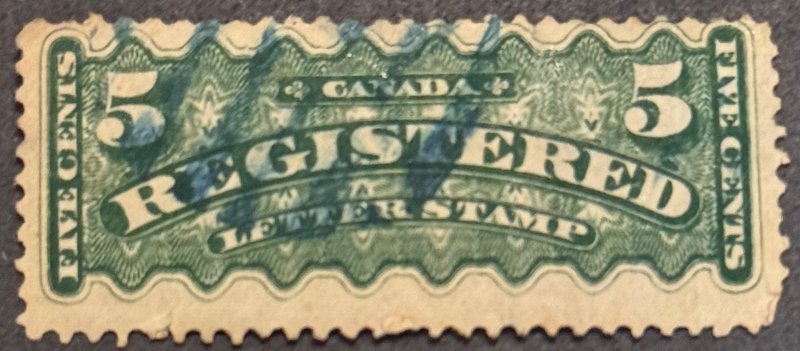 FIVE CENTS
5
CANADA
5
REGISTERED
LETTER STAMP
FIVE CENTS